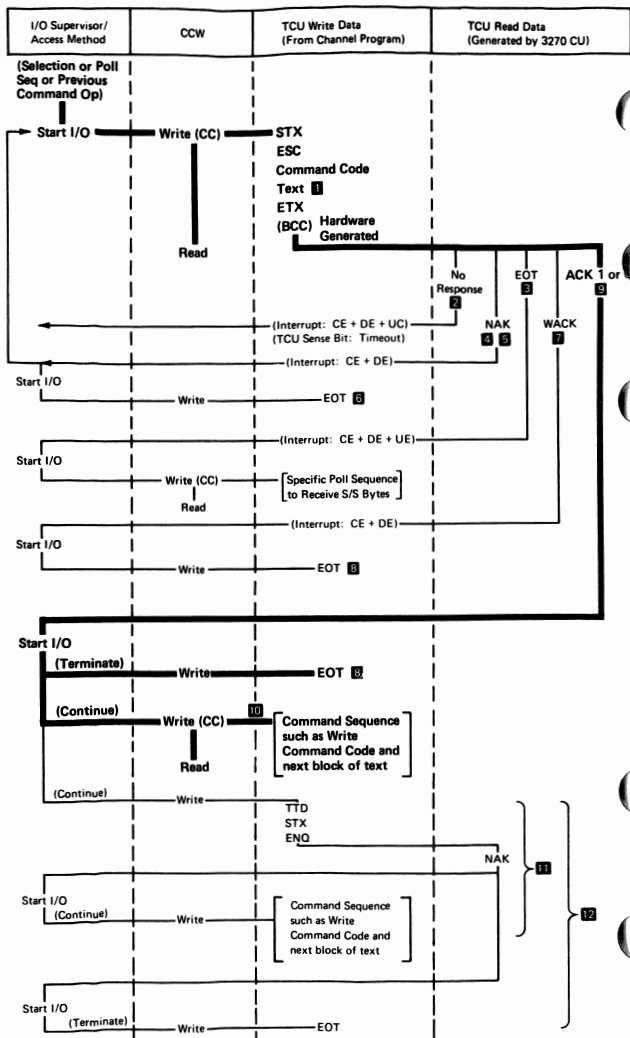 I/O Supervisor/
Access Method
CCW
TCU Write Data
(From Channel Program)
TCU Read Data
(Generated by 3270 CU)
(Selection or Poll
Seq or Previous
Command Op)
Start I/O
Write (CC)
STX
ESC
Command Code
Text 1
ETX
(BCC) Hardware
Generated
Read
No
Response
2
EOT
3
ACK 1 or
9
NAK
4 5
WACK
7
(Interrupt: CE + DE + UC)
(TCU Sense Bit: Timeout)
(Interrupt: CE + DE)
Start I/O
Write
EOT 6
(Interrupt: CE + DE + UE)
Start I/O
Write (CC)
Specific Poll Sequence
to Receive S/S Bytes
Read
(Interrupt: CE + DE)
Start I/O
Write
EOT 8
Start I/O
(Terminate)
Write
EOT 8
(Continue)
Write (CC)
10
Command Sequence
such as Write
Command Code and
next block of text
Read
(Continue)
Write
TTD
STX
ENQ
NAK
11
12
Start I/O
(Continue)
Write
Command Sequence
such as Write
Command Code and
next block of text
Start I/O
(Terminate)
Write
EOT